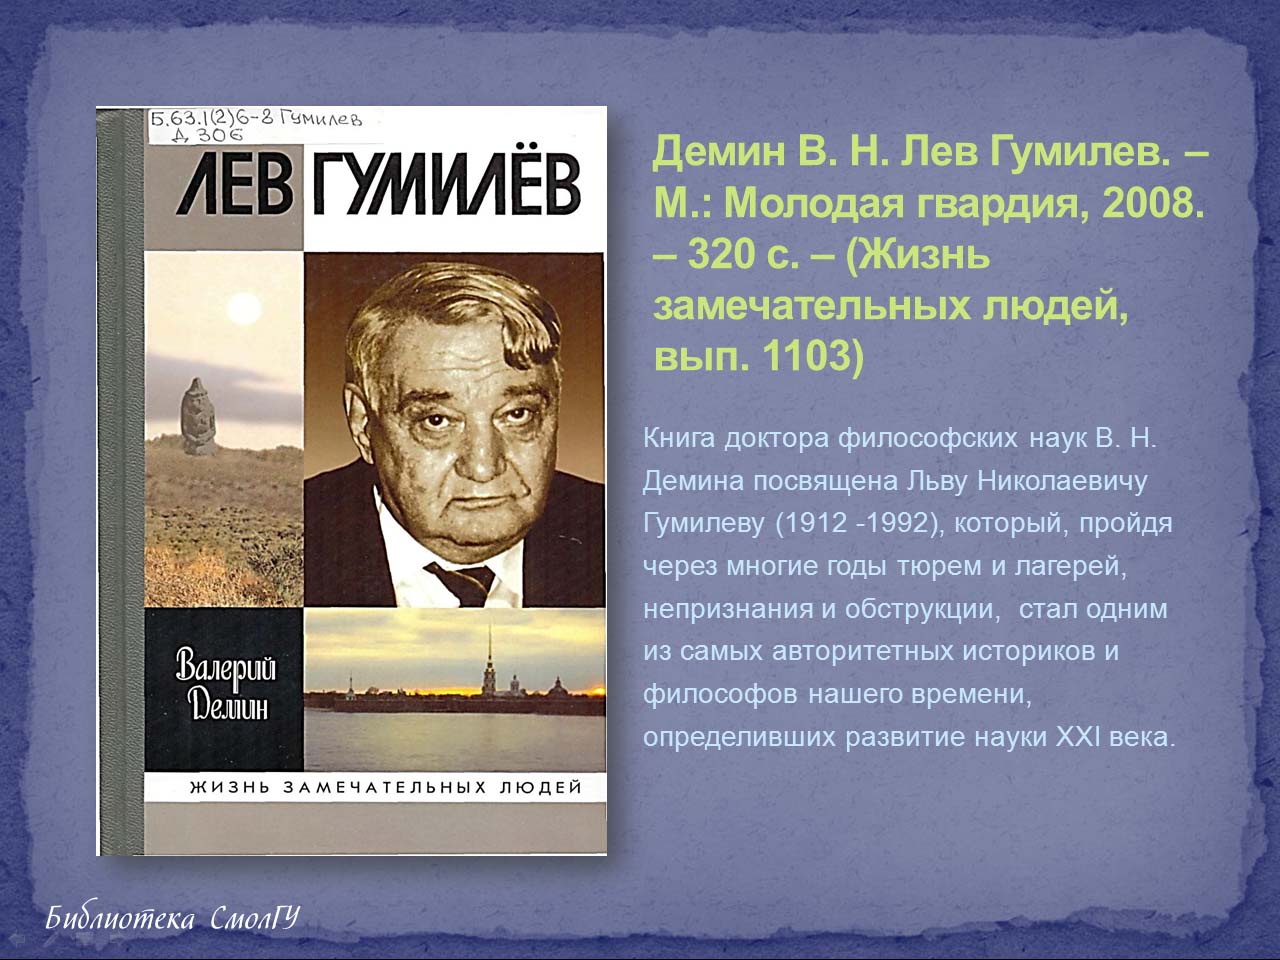 Б.63.1(2)6-8 Гумилев
Д 306
ЛЕВ ГУМИЛЁВ
Валерий
Демин
ЖИЗНЬ ЗАМЕЧАТЕЛЬНЫХ ЛЮДЕЙ
Демин В. Н. Лев Гумилев. –
М.: Молодая гвардия, 2008.
– 320 с. – (Жизнь
замечательных людей,
вып. 1103)
Книга доктора философских наук В. Н.
Демина посвящена Льву Николаевичу
Гумилеву (1912 -1992), который, пройдя
через многие годы тюрем и лагерей,
непризнания и обструкции,  стал одним
из самых авторитетных историков и
философов нашего времени,
определивших развитие науки XXI века.
Библиотека СмолГУ